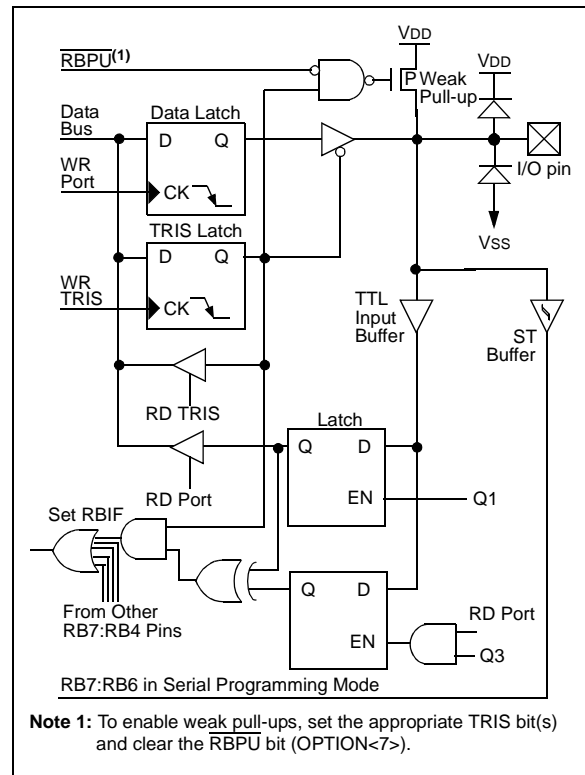 VDD
RBPU(1)
P Weak
Pull-up
VDD
Data
Bus
Data Latch
D Q
WR
Port
CK
I/O pin
TRIS Latch
D Q
VSS
WR
TRIS
CK
TTL
Input
Buffer
ST
Buffer
RD TRIS
Latch
Q D
RD Port
EN
Q1
Set RBIF
Q D
From Other
RB7:RB4 Pins
RD Port
EN
Q3
RB7:RB6 in Serial Programming Mode
Note 1: To enable weak pull-ups, set the appropriate TRIS bit(s)
and clear the RBPU bit (OPTION<7>).